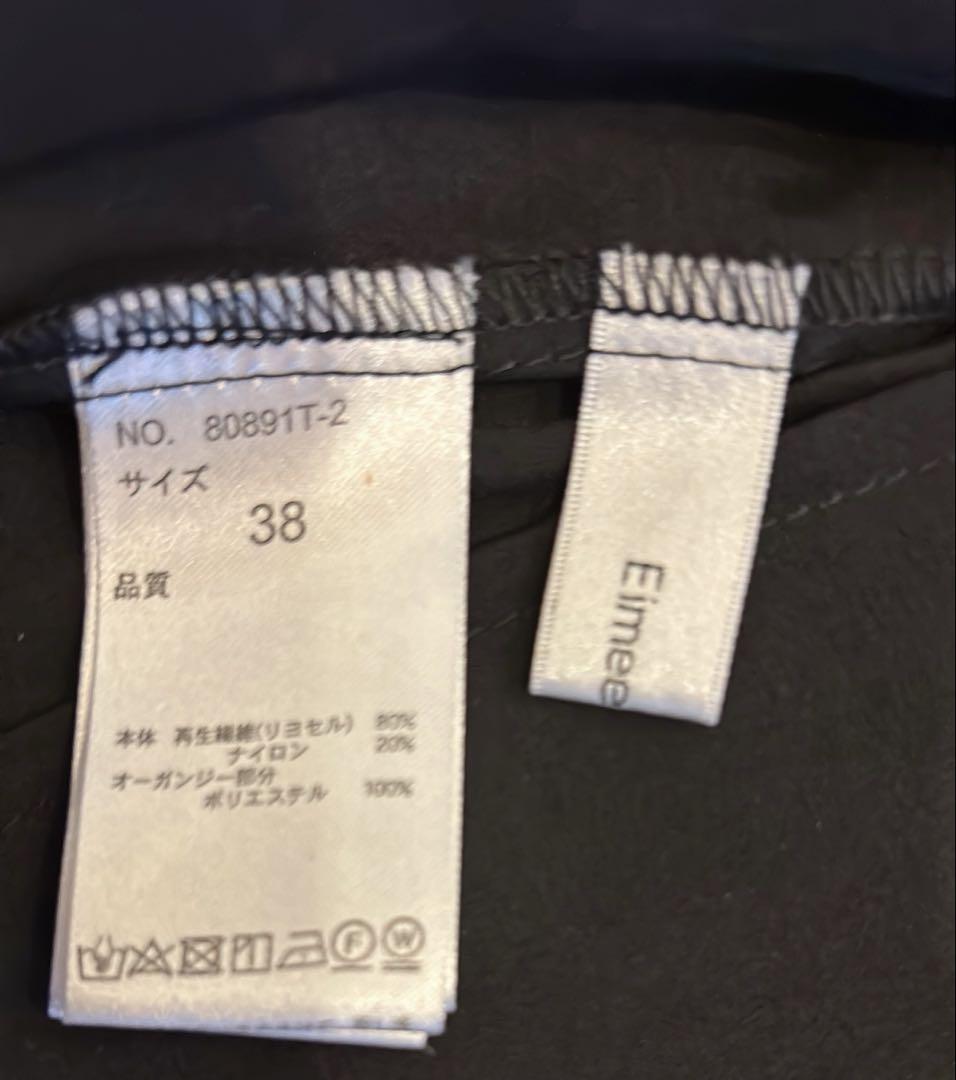 NO. 80891T-2
サイズ
38
品質
本体 再生繊維(リヨセル) 80%
ナイロン 20%
オーガンジー部分
ポリエステル 100%
F W
Eimee